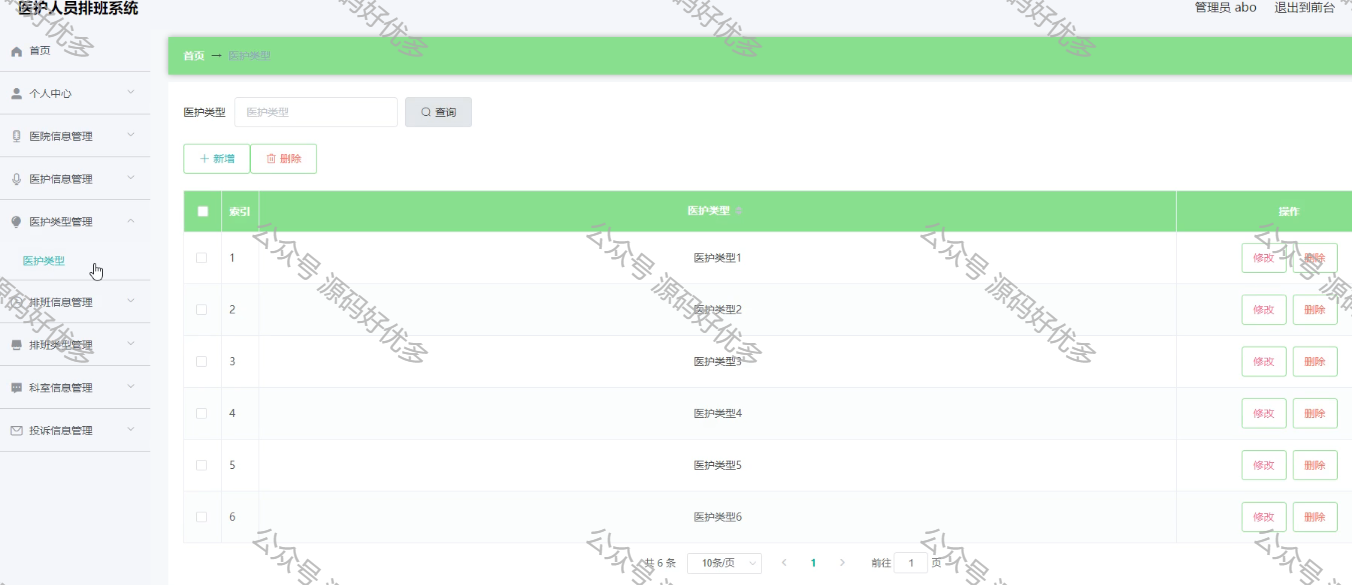 医护人员排班系统
管理员 abo 退出到前台
首页
个人中心
医院信息管理
医护信息管理
医护类型管理
医护类型
排班信息管理
排班类型管理
科室信息管理
投诉信息管理
首页 → 医护类型
医护类型 医护类型 查询
新增 删除
索引 医护类型 操作
1 医护类型1 修改 删除
2 医护类型2 修改 删除
3 医护类型3 修改 删除
4 医护类型4 修改 删除
5 医护类型5 修改 删除
6 医护类型6 修改 删除
共 6 条 10条/页 1 前往 1 页
公众号 源码好优多
公众号 源码好优多
公众号 源码好优多